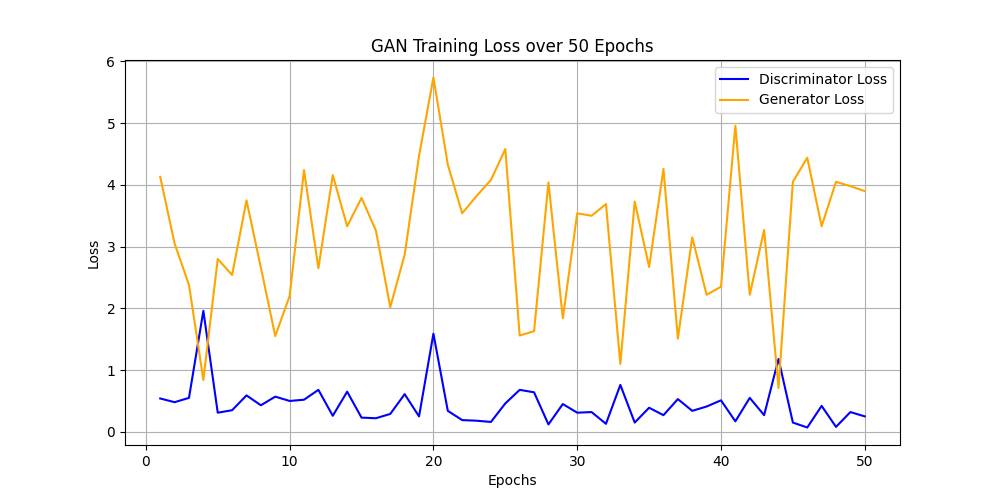 GAN Training Loss over 50 Epochs
Discriminator Loss
Generator Loss
Loss
6
5
4
3
2
1
0
0 10 20 30 40 50
Epochs